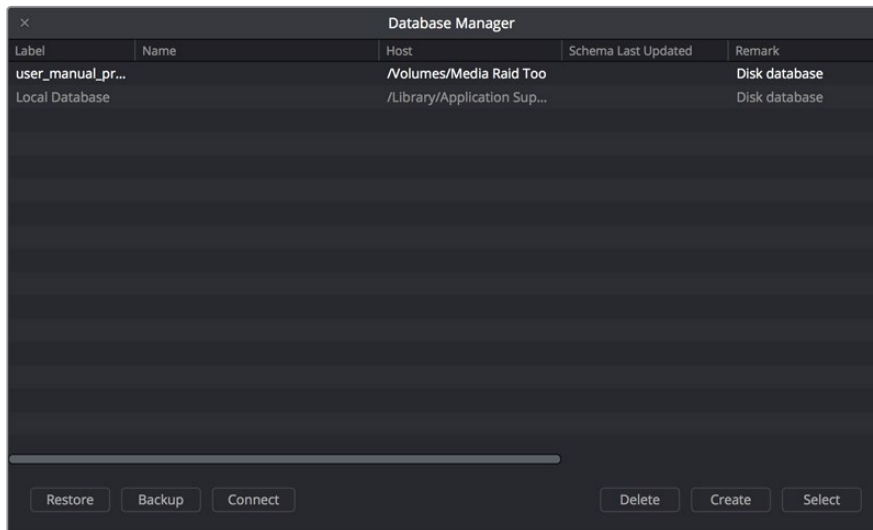 Database Manager
Label Name Host Schema Last Updated Remark
user_manual_pr... /Volumes/Media Raid Too Disk database
Local Database /Library/Application Sup... Disk database
Restore Backup Connect Delete Create Select